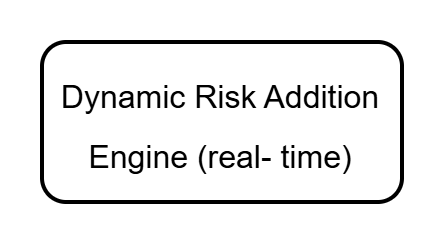 Dynamic Risk Addition
Engine (real- time)